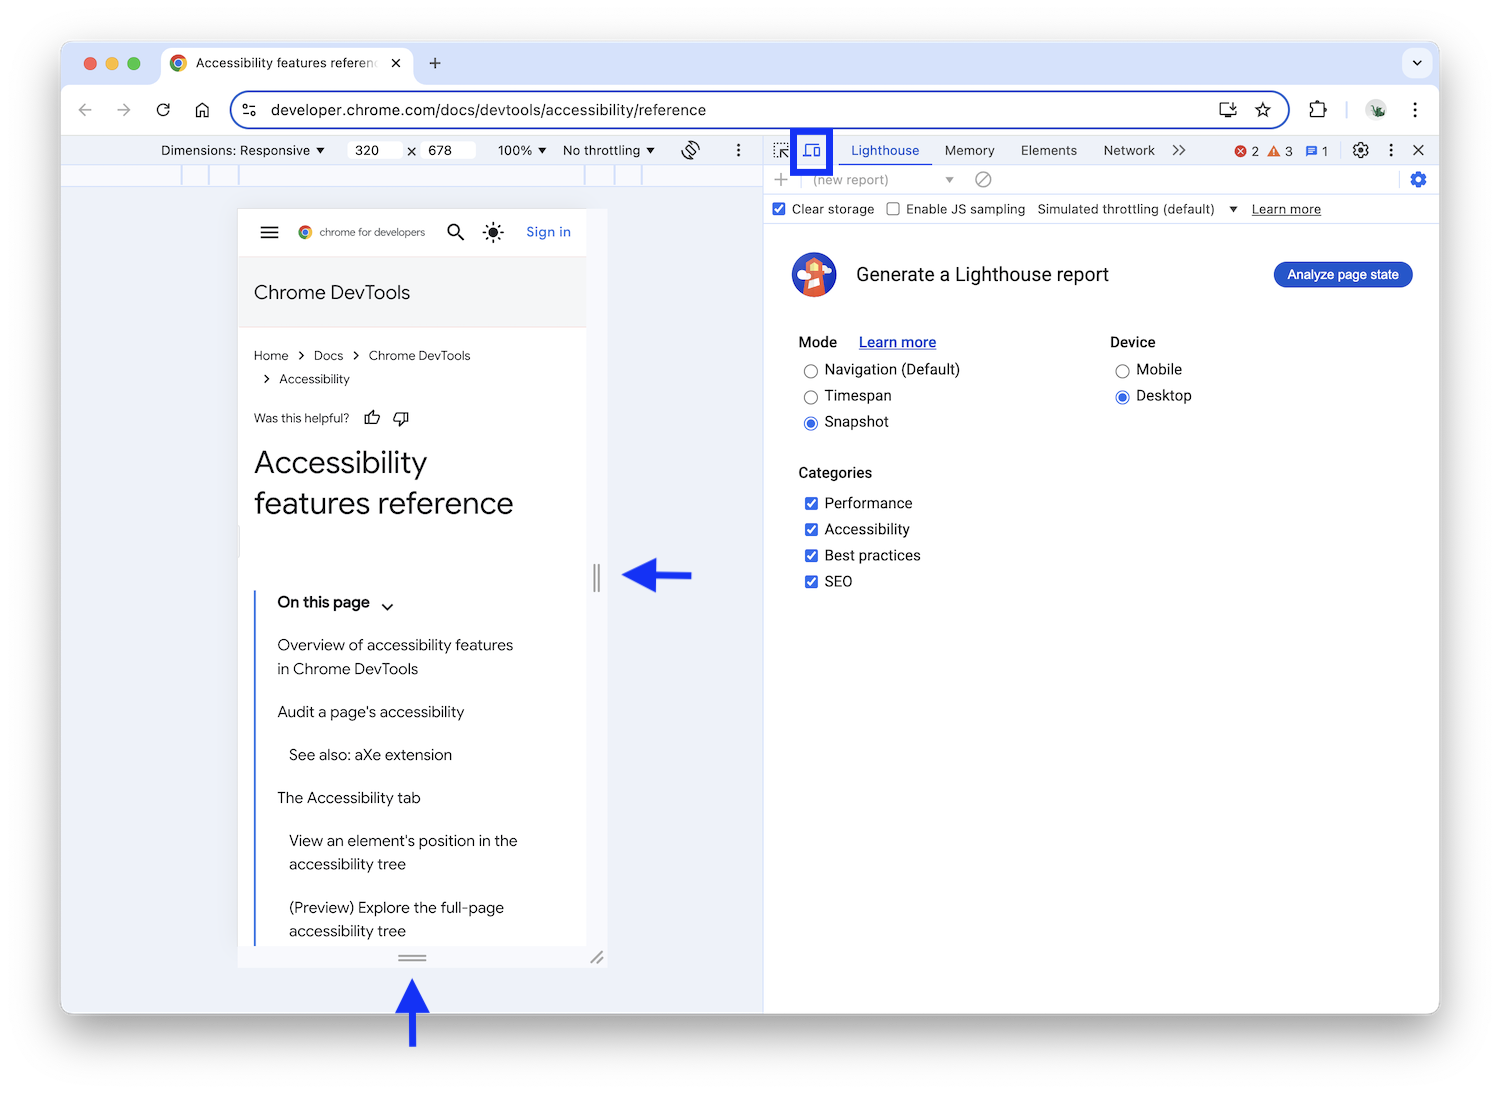 Accessibility features referen
developer.chrome.com/docs/devtools/accessibility/reference
Dimensions: Responsive 320 x 678 100% No throttling
Lighthouse Memory Elements Network 2 3 1
(new report)
Clear storage Enable JS sampling Simulated throttling (default) Learn more
chrome for developers Sign in
Chrome DevTools
Home Docs Chrome DevTools
Accessibility
Was this helpful?
Accessibility
features reference
On this page
Overview of accessibility features
in Chrome DevTools
Audit a page's accessibility
See also: aXe extension
The Accessibility tab
View an element's position in the
accessibility tree
(Preview) Explore the full-page
accessibility tree
Generate a Lighthouse report Analyze page state
Mode Learn more
Navigation (Default)
Timespan
Snapshot
Device
Mobile
Desktop
Categories
Performance
Accessibility
Best practices
SEO